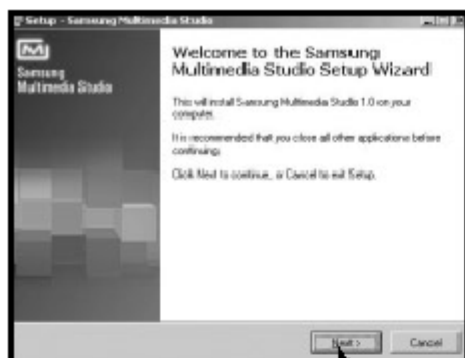 Setup - Samsung Multimedia Studio
Samsung
Multimedia Studio
Welcome to the Samsung
Multimedia Studio Setup Wizard
This will install Samsung Multimedia Studio 1.0 on your
computer.
It is recommended that you close all other applications before
continuing.
Click Next to continue, or Cancel to exit Setup.
Next >
Cancel